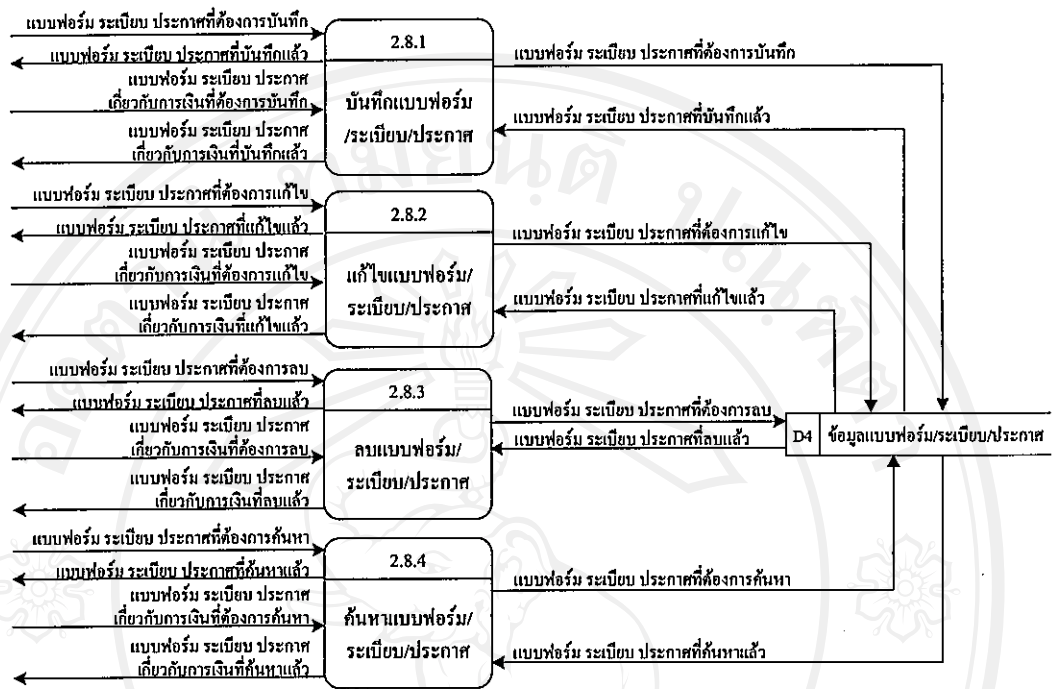 แบบฟอร์ม ระเบียบ ประกาศที่ต้องการบันทึก
แบบฟอร์ม ระเบียบ ประกาศที่บันทึกแล้ว
แบบฟอร์ม ระเบียบ ประกาศ
เกี่ยวกับการเงินที่ต้องการบันทึก
แบบฟอร์ม ระเบียบ ประกาศ
เกี่ยวกับการเงินที่บันทึกแล้ว
2.8.1
บันทึกแบบฟอร์ม
/ระเบียบ/ประกาศ
แบบฟอร์ม ระเบียบ ประกาศที่ต้องการบันทึก
แบบฟอร์ม ระเบียบ ประกาศที่บันทึกแล้ว
แบบฟอร์ม ระเบียบ ประกาศที่ต้องการแก้ไข
แบบฟอร์ม ระเบียบ ประกาศที่แก้ไขแล้ว
แบบฟอร์ม ระเบียบ ประกาศ
เกี่ยวกับการเงินที่ต้องการแก้ไข
แบบฟอร์ม ระเบียบ ประกาศ
เกี่ยวกับการเงินที่แก้ไขแล้ว
2.8.2
แก้ไขแบบฟอร์ม/
ระเบียบ/ประกาศ
แบบฟอร์ม ระเบียบ ประกาศที่ต้องการแก้ไข
แบบฟอร์ม ระเบียบ ประกาศที่แก้ไขแล้ว
แบบฟอร์ม ระเบียบ ประกาศที่ต้องการลบ
แบบฟอร์ม ระเบียบ ประกาศที่ลบแล้ว
แบบฟอร์ม ระเบียบ ประกาศ
เกี่ยวกับการเงินที่ต้องการลบ
แบบฟอร์ม ระเบียบ ประกาศ
เกี่ยวกับการเงินที่ลบแล้ว
2.8.3
ลบแบบฟอร์ม/
ระเบียบ/ประกาศ
แบบฟอร์ม ระเบียบ ประกาศที่ต้องการลบ
แบบฟอร์ม ระเบียบ ประกาศที่ลบแล้ว
D4 ข้อมูลแบบฟอร์ม/ระเบียบ/ประกาศ
แบบฟอร์ม ระเบียบ ประกาศที่ต้องการค้นหา
แบบฟอร์ม ระเบียบ ประกาศที่ค้นหาแล้ว
แบบฟอร์ม ระเบียบ ประกาศ
เกี่ยวกับการเงินที่ต้องการค้นหา
แบบฟอร์ม ระเบียบ ประกาศ
เกี่ยวกับการเงินที่ค้นหาแล้ว
2.8.4
ค้นหาแบบฟอร์ม/
ระเบียบ/ประกาศ
แบบฟอร์ม ระเบียบ ประกาศที่ต้องการค้นหา
แบบฟอร์ม ระเบียบ ประกาศที่ค้นหาแล้ว